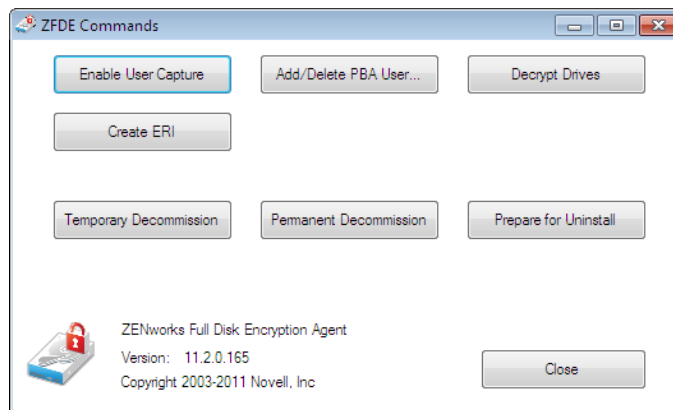 ZFDE Commands
Enable User Capture
Add/Delete PBA User...
Decrypt Drives
Create ERI
Temporary Decommission
Permanent Decommission
Prepare for Uninstall
ZENworks Full Disk Encryption Agent
Version: 11.2.0.165
Copyright 2003-2011 Novell, Inc
Close